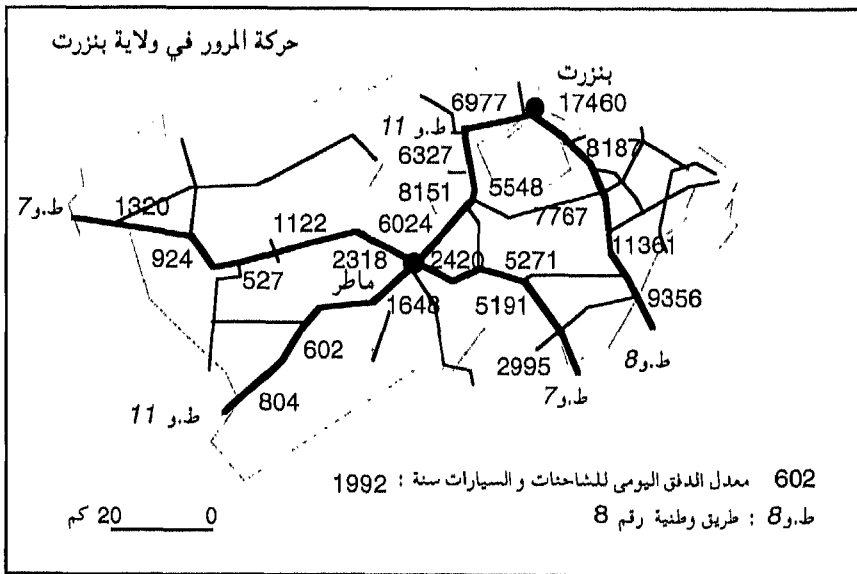 حركة المرور في ولاية بنزرت
بنزرت
6977
17460
ط.و 11
6327
8187
8151
5548
7767
ط.و7
1320
1122
6024
11361
924
527
2318
2420
5271
ماطر
1648
5191
9356
602
2995
ط.و8
804
ط.و7
ط.و 11
602 معدل الدفق اليومي للشاحنات و السيارات سنة : 1992
ط.و8 : طريق وطنية رقم 8
20 كم
0